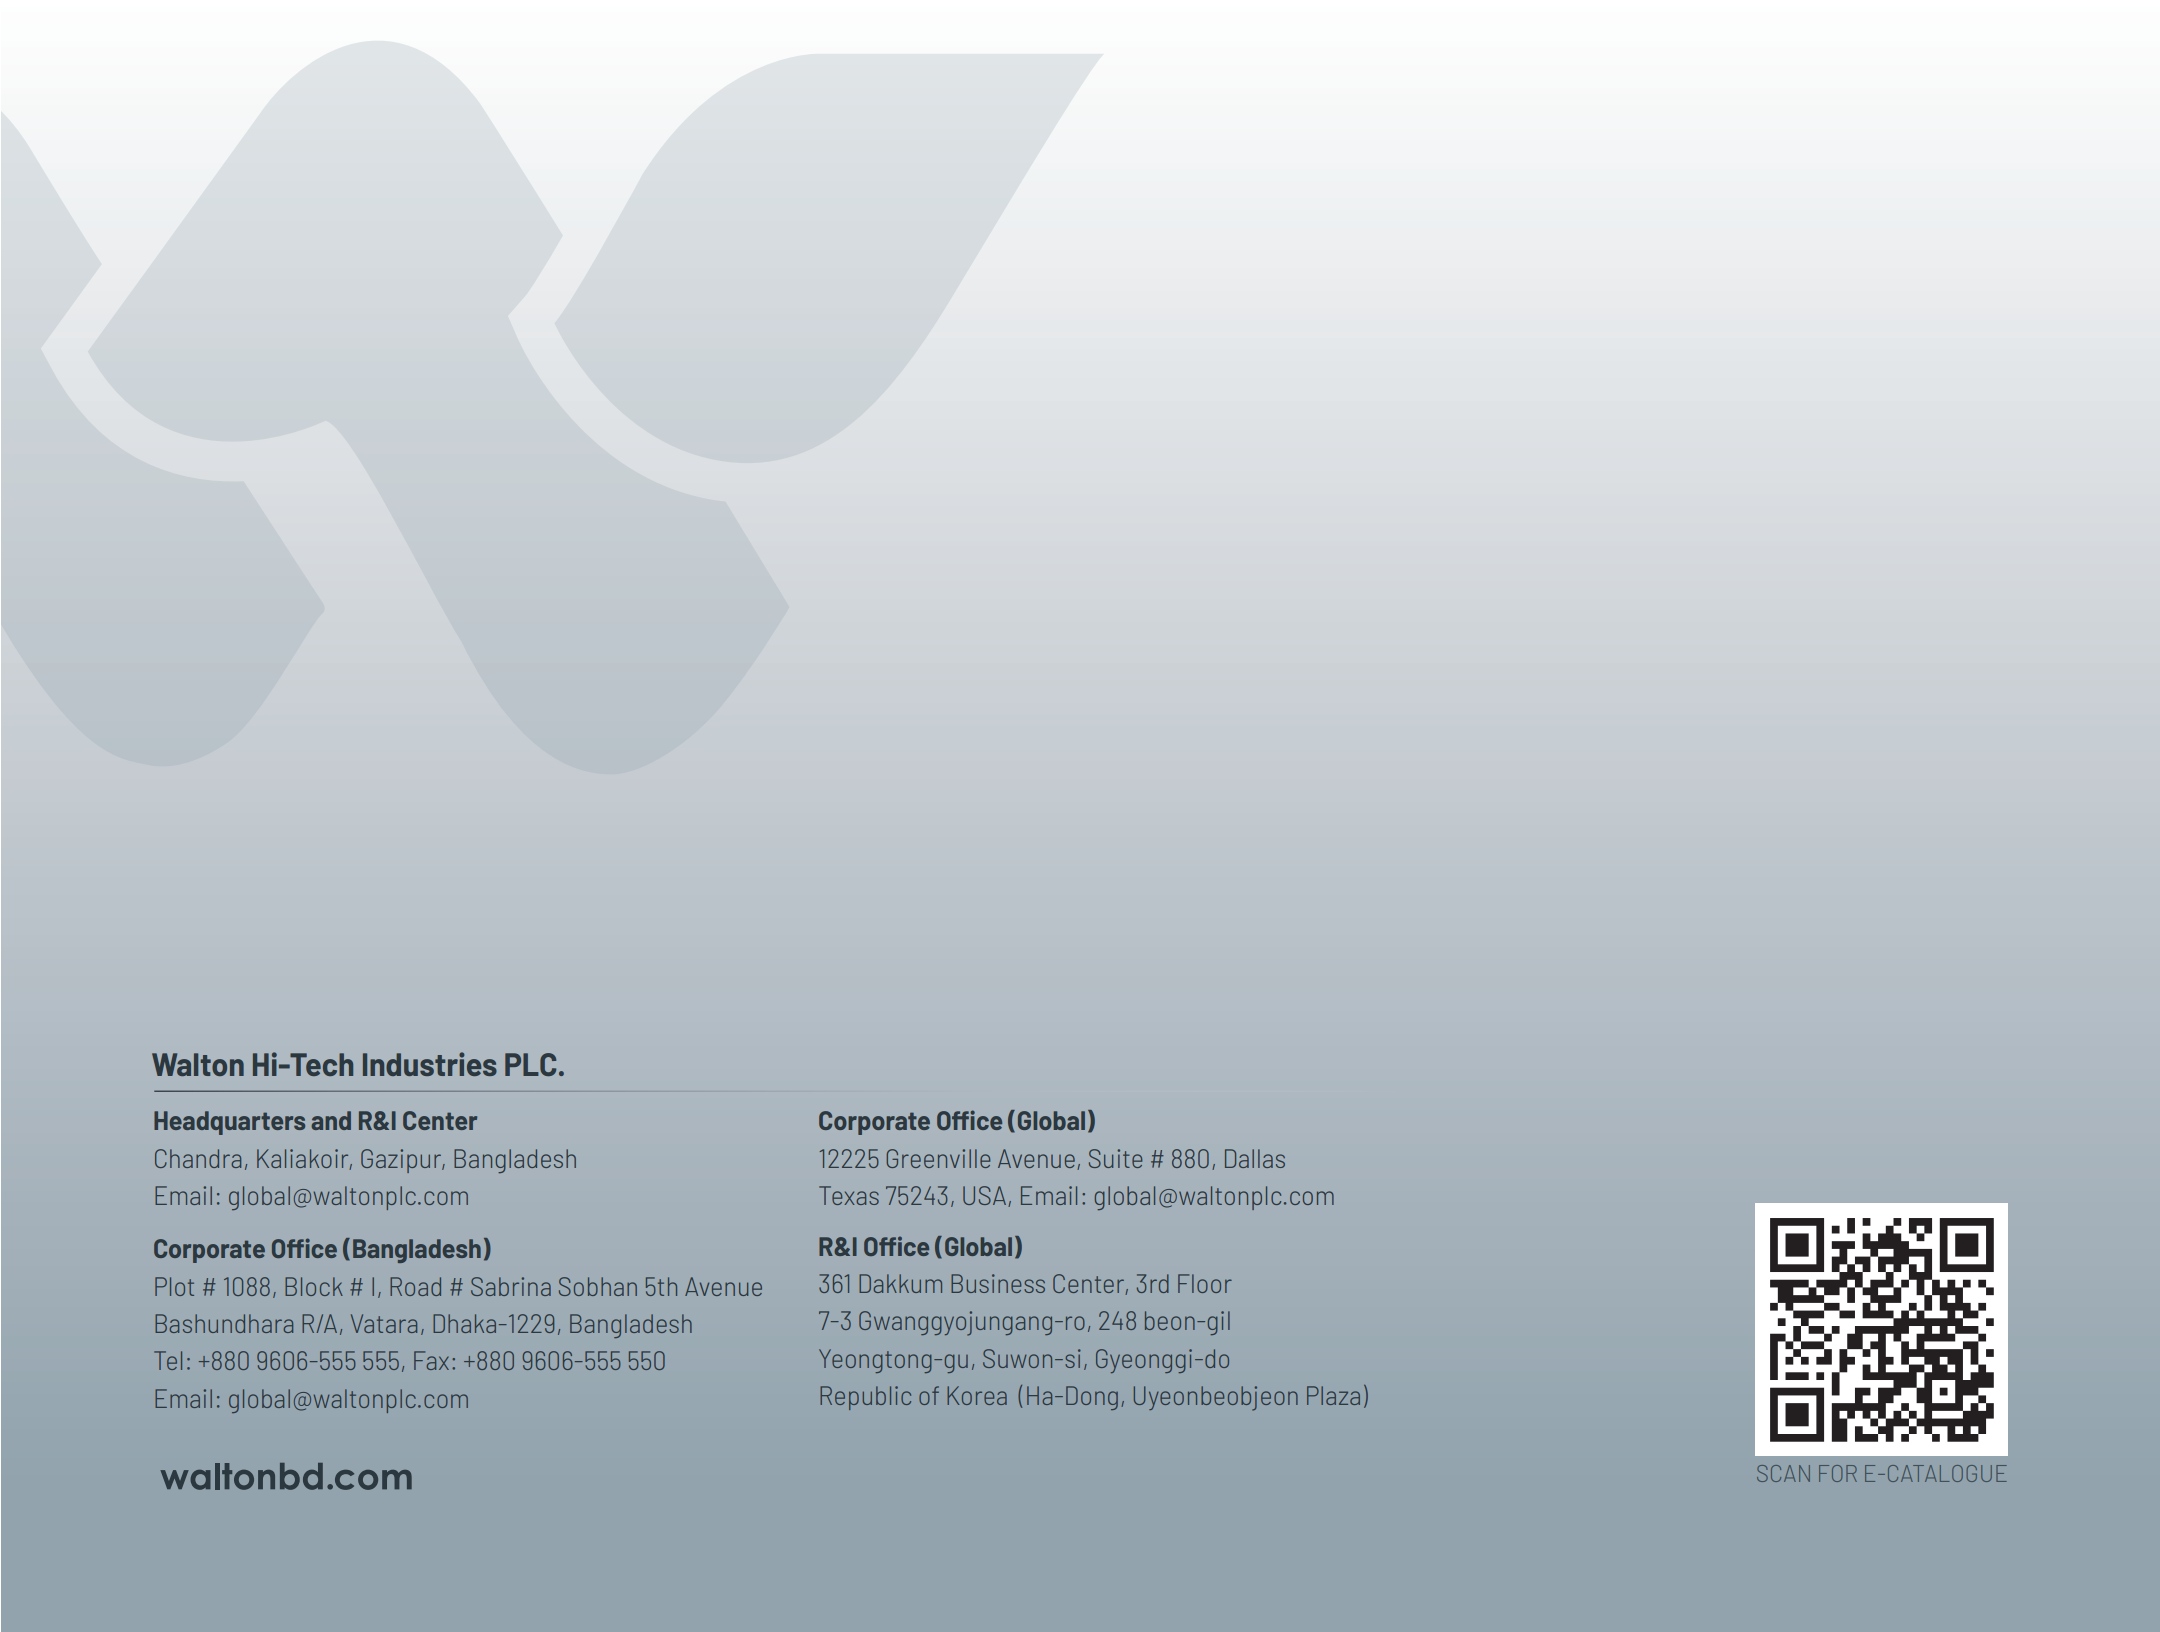 Walton Hi-Tech Industries PLC.
Headquarters and R&I Center
Chandra, Kaliakoir, Gazipur, Bangladesh
Email: global@waltonplc.com
Corporate Office (Bangladesh)
Plot # 1088, Block # I, Road # Sabrina Sobhan 5th Avenue
Bashundhara R/A, Vatara, Dhaka-1229, Bangladesh
Tel: +880 9606-555 555, Fax: +880 9606-555 550
Email: global@waltonplc.com
waltonbd.com
Corporate Office (Global)
12225 Greenville Avenue, Suite # 880, Dallas
Texas 75243, USA, Email: global@waltonplc.com
R&I Office (Global)
361 Dakkum Business Center, 3rd Floor
7-3 Gwanggyojungang-ro, 248 beon-gil
Yeongtong-gu, Suwon-si, Gyeonggi-do
Republic of Korea (Ha-Dong, Uyeonbeobjeon Plaza)
SCAN FOR E-CATALOGUE